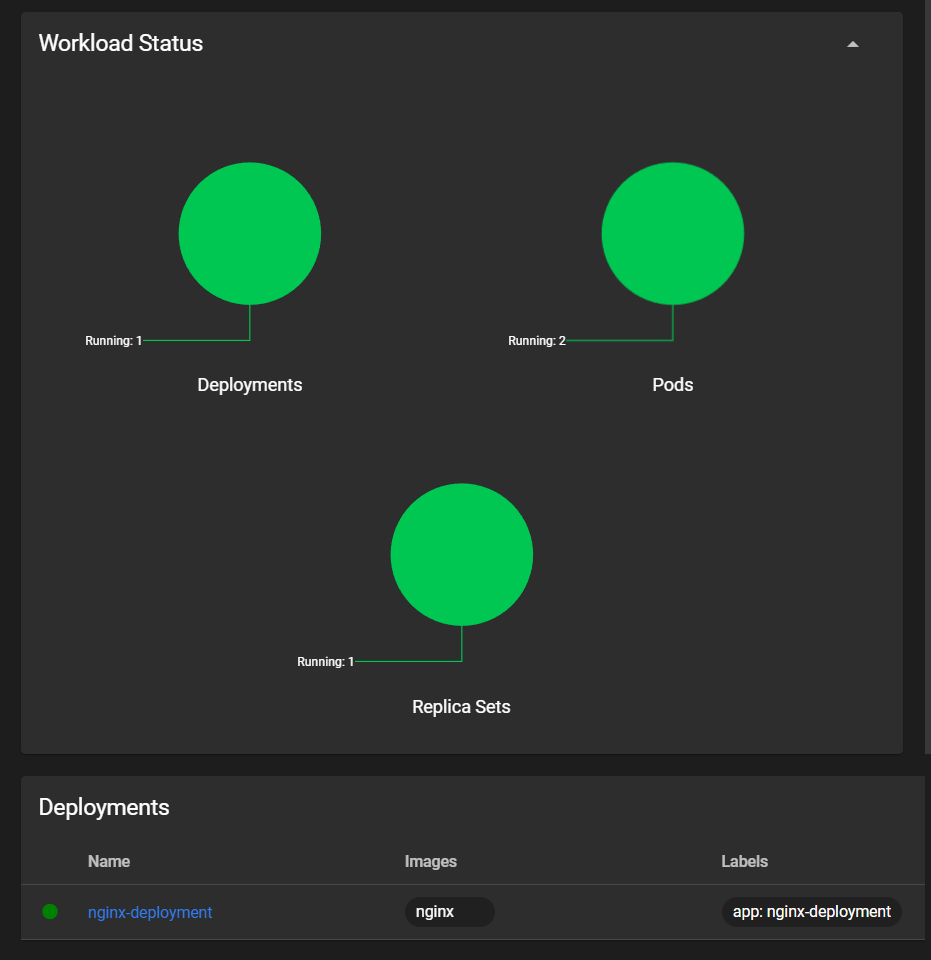 Workload Status
Running: 1
Deployments
Running: 2
Pods
Running: 1
Replica Sets
Deployments
Name Images Labels
nginx-deployment nginx app: nginx-deployment